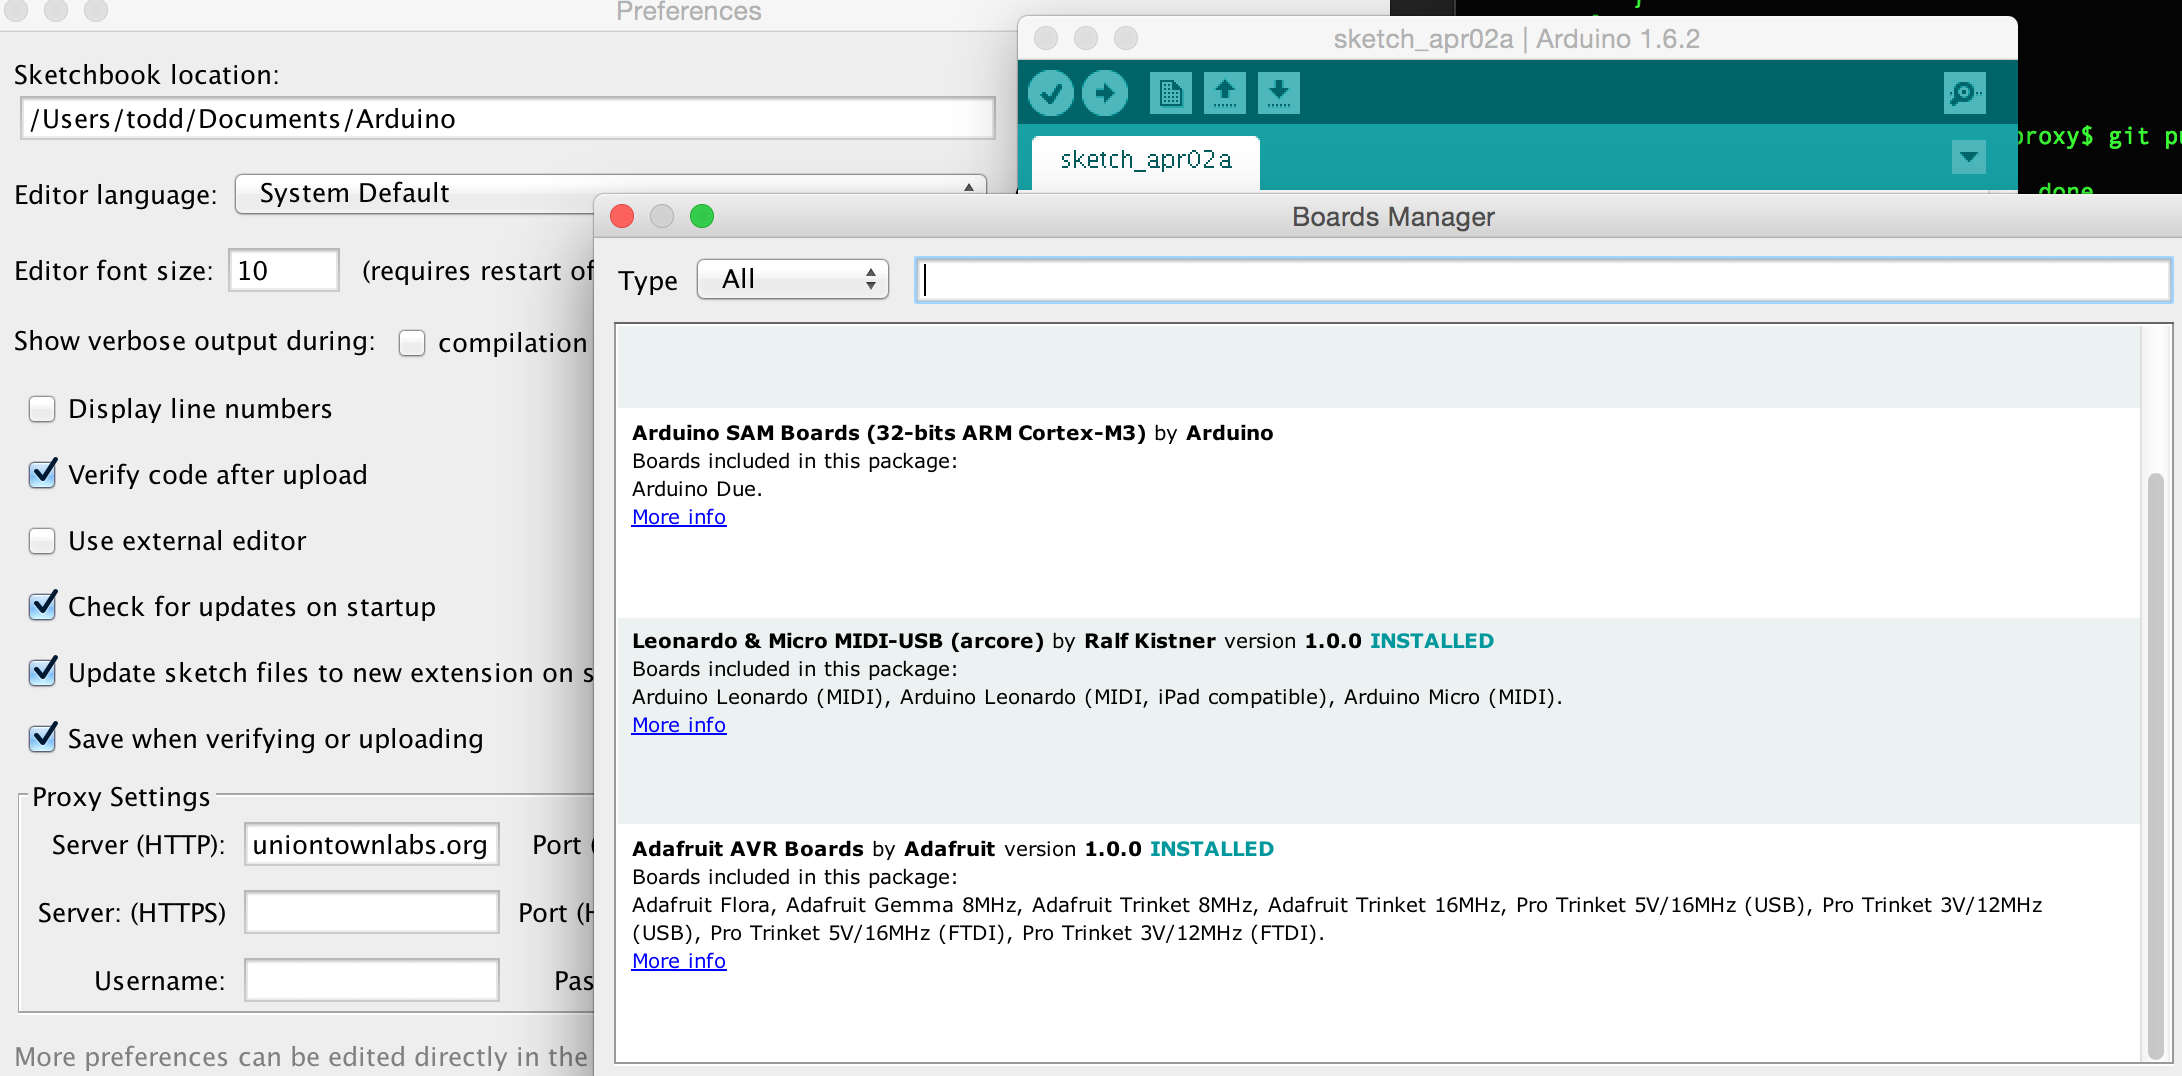 Preferences
Sketchbook location:
/Users/todd/Documents/Arduino
Editor language: System Default
Editor font size: 10 (requires restart of
Show verbose output during: compilation
Display line numbers
Verify code after upload
Use external editor
Check for updates on startup
Update sketch files to new extension on s
Save when verifying or uploading
Proxy Settings
Server (HTTP): uniontownlabs.org Port (
Server: (HTTPS) Port (H
Username: Pas
More preferences can be edited directly in the
sketch_apr02a | Arduino 1.6.2
sketch_apr02a
proxy$ git pu
done
Boards Manager
Type All
Arduino SAM Boards (32-bits ARM Cortex-M3) by Arduino
Boards included in this package:
Arduino Due.
More info
Leonardo & Micro MIDI-USB (arcore) by Ralf Kistner version 1.0.0 INSTALLED
Boards included in this package:
Arduino Leonardo (MIDI), Arduino Leonardo (MIDI, iPad compatible), Arduino Micro (MIDI).
More info
Adafruit AVR Boards by Adafruit version 1.0.0 INSTALLED
Boards included in this package:
Adafruit Flora, Adafruit Gemma 8MHz, Adafruit Trinket 8MHz, Adafruit Trinket 16MHz, Pro Trinket 5V/16MHz (USB), Pro Trinket 3V/12MHz
(USB), Pro Trinket 5V/16MHz (FTDI), Pro Trinket 3V/12MHz (FTDI).
More info